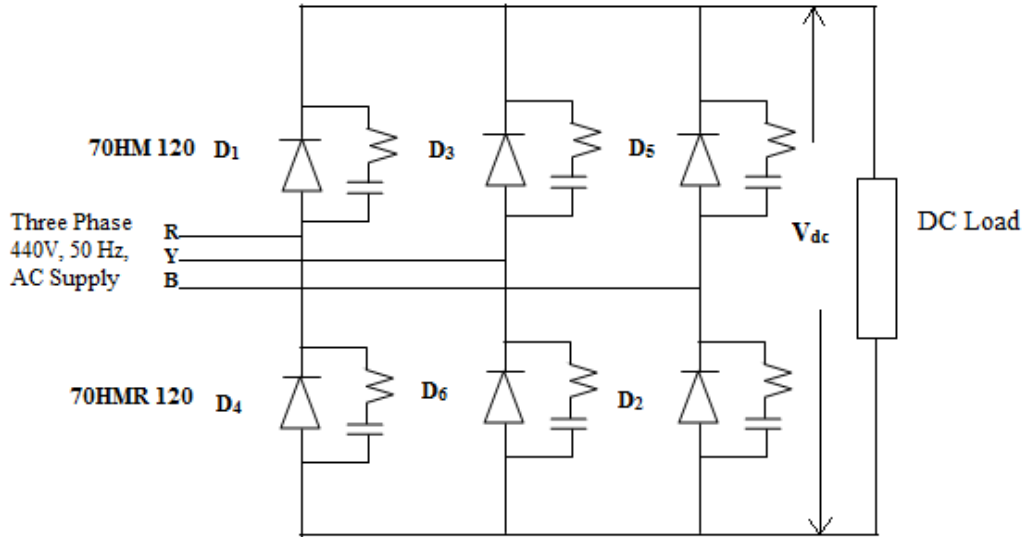 70HM 120 D1 D3 D5
Three Phase
440V, 50 Hz,
AC Supply
R
Y
B
Vdc
DC Load
70HMR 120 D4 D6 D2